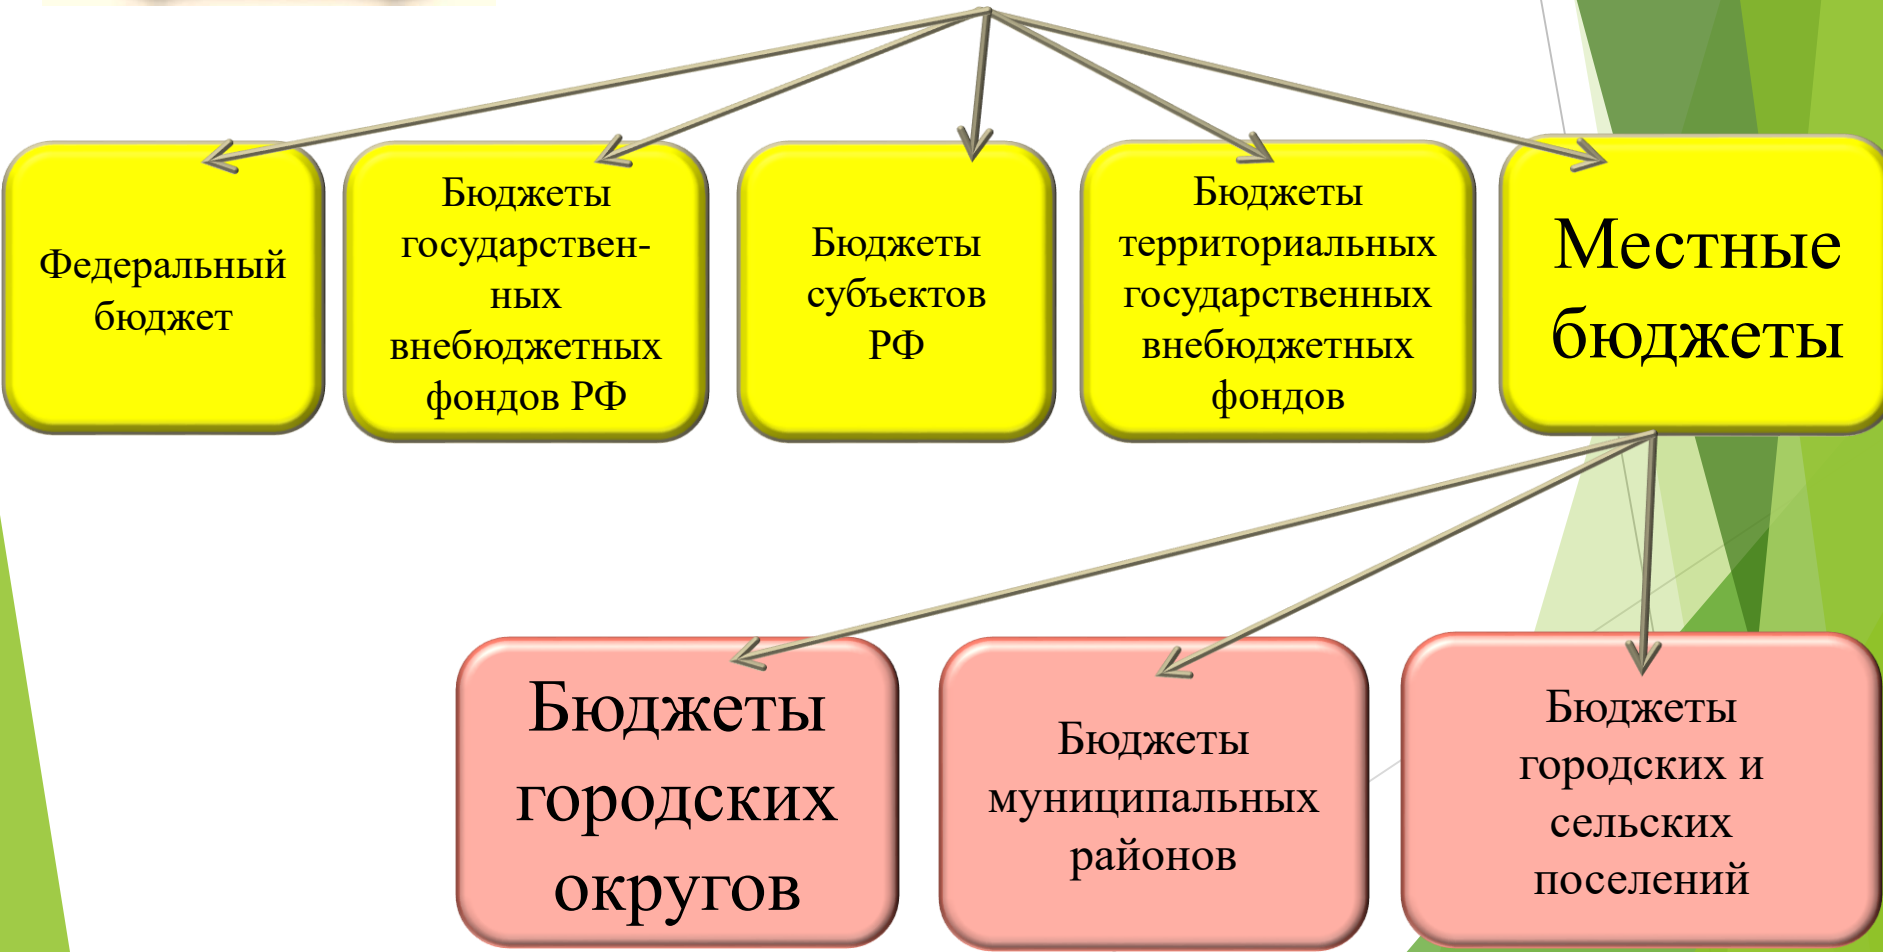 Федеральный
бюджет
Бюджеты
государствен-
ных
внебюджетных
фондов РФ
Бюджеты
субъектов
РФ
Бюджеты
территориальных
государственных
внебюджетных
фондов
Местные
бюджеты
Бюджеты
городских
округов
Бюджеты
муниципальных
районов
Бюджеты
городских и
сельских
поселений